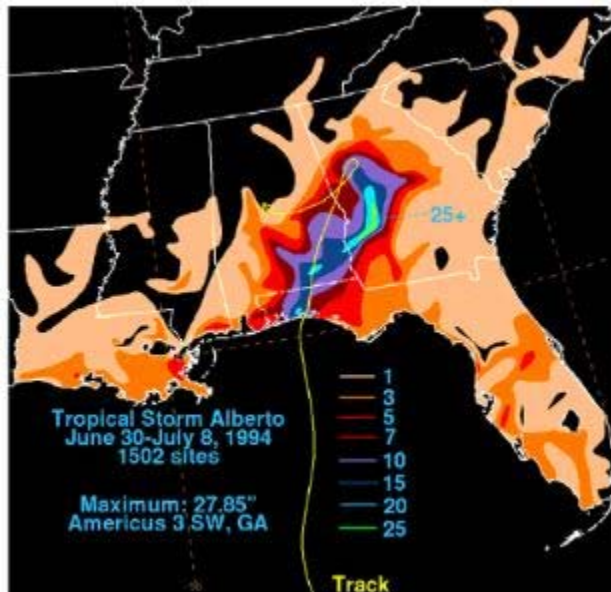 25+
1
3
5
7
10
15
20
25
Tropical Storm Alberto
June 30-July 8, 1994
1502 sites
Maximum: 27.85"
Americus 3 SW, GA
Track